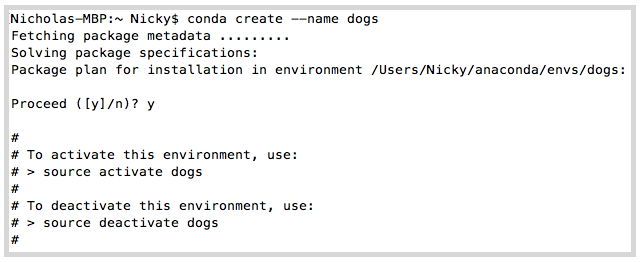 Nicholas-MBP:~ Nicky$ conda create --name dogs
Fetching package metadata .........
Solving package specifications:
Package plan for installation in environment /Users/Nicky/anaconda/envs/dogs:
Proceed ([y]/n)? y
#
# To activate this environment, use:
# > source activate dogs
#
# To deactivate this environment, use:
# > source deactivate dogs
#